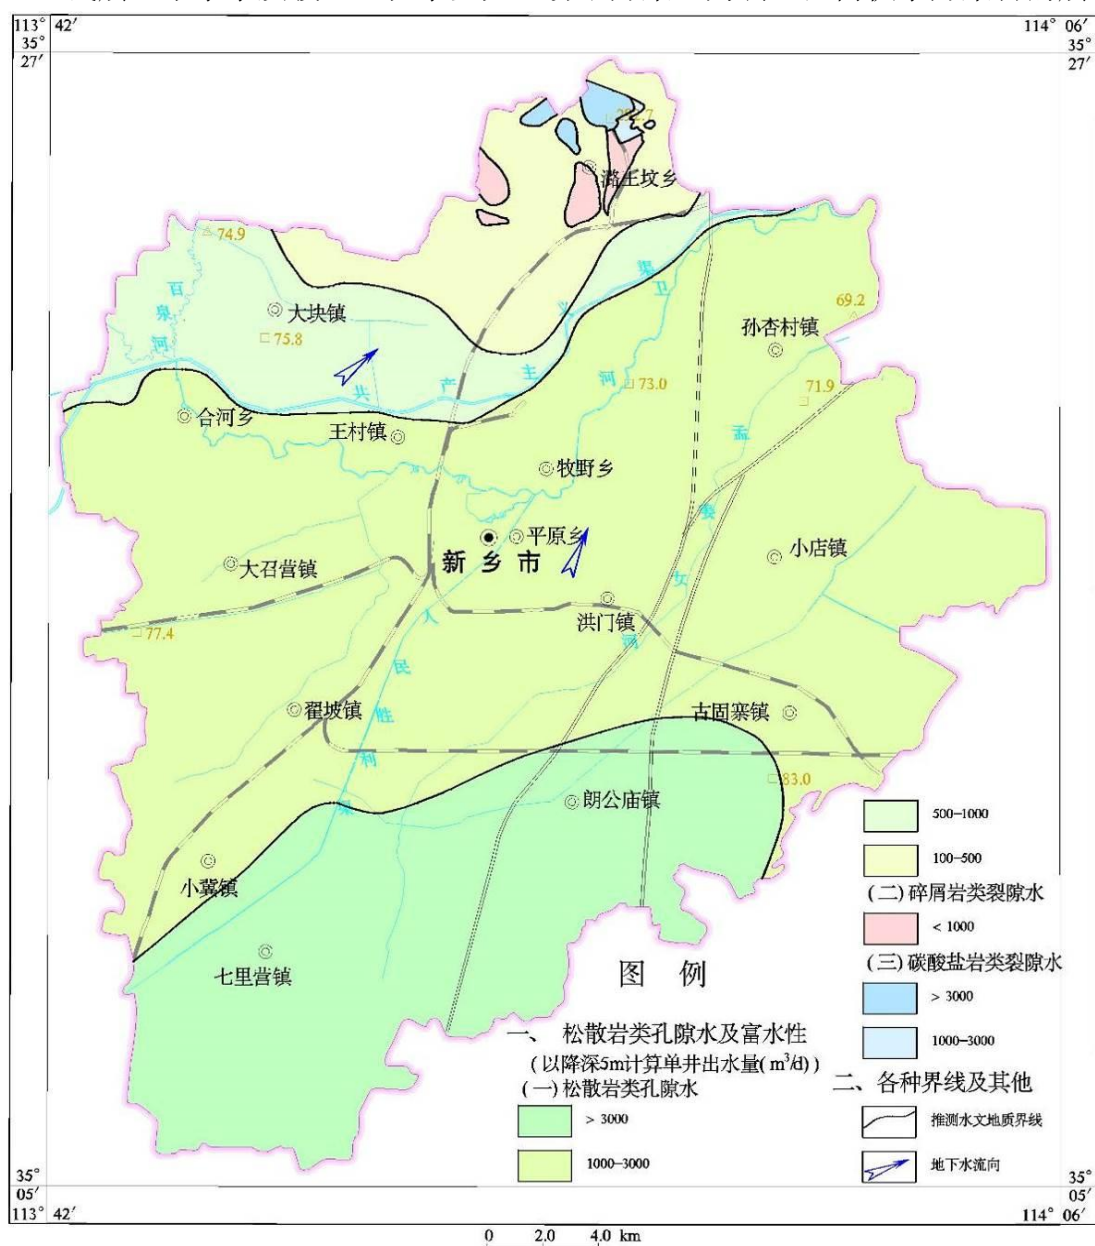 113° 42′
114° 06′
35°
27′
35°
27′
潞王坟乡
74.9
百泉河
大块镇
75.8
渠
卫
义
69.2
孙杏村镇
主
产
共
河
73.0
71.9
合河乡
王村镇
孟
牧野乡
平原乡
新乡市
姜
小店镇
大召营镇
女
洪门镇
人
河
77.4
民
翟坡镇
胜
古固寨镇
利
83.0
朗公庙镇
渠
小冀镇
七里营镇
500-1000
100-500
(二)碎屑岩类裂隙水
< 1000
(三)碳酸盐岩类裂隙水
> 3000
1000-3000
图 例
一、 松散岩类孔隙水及富水性
(以降深5m计算单井出水量(m³/d))
(一)松散岩类孔隙水
> 3000
1000-3000
二、各种界线及其他
推测水文地质界线
地下水流向
35°
05′
113° 42′
35°
05′
114° 06′
0 2.0 4.0 km